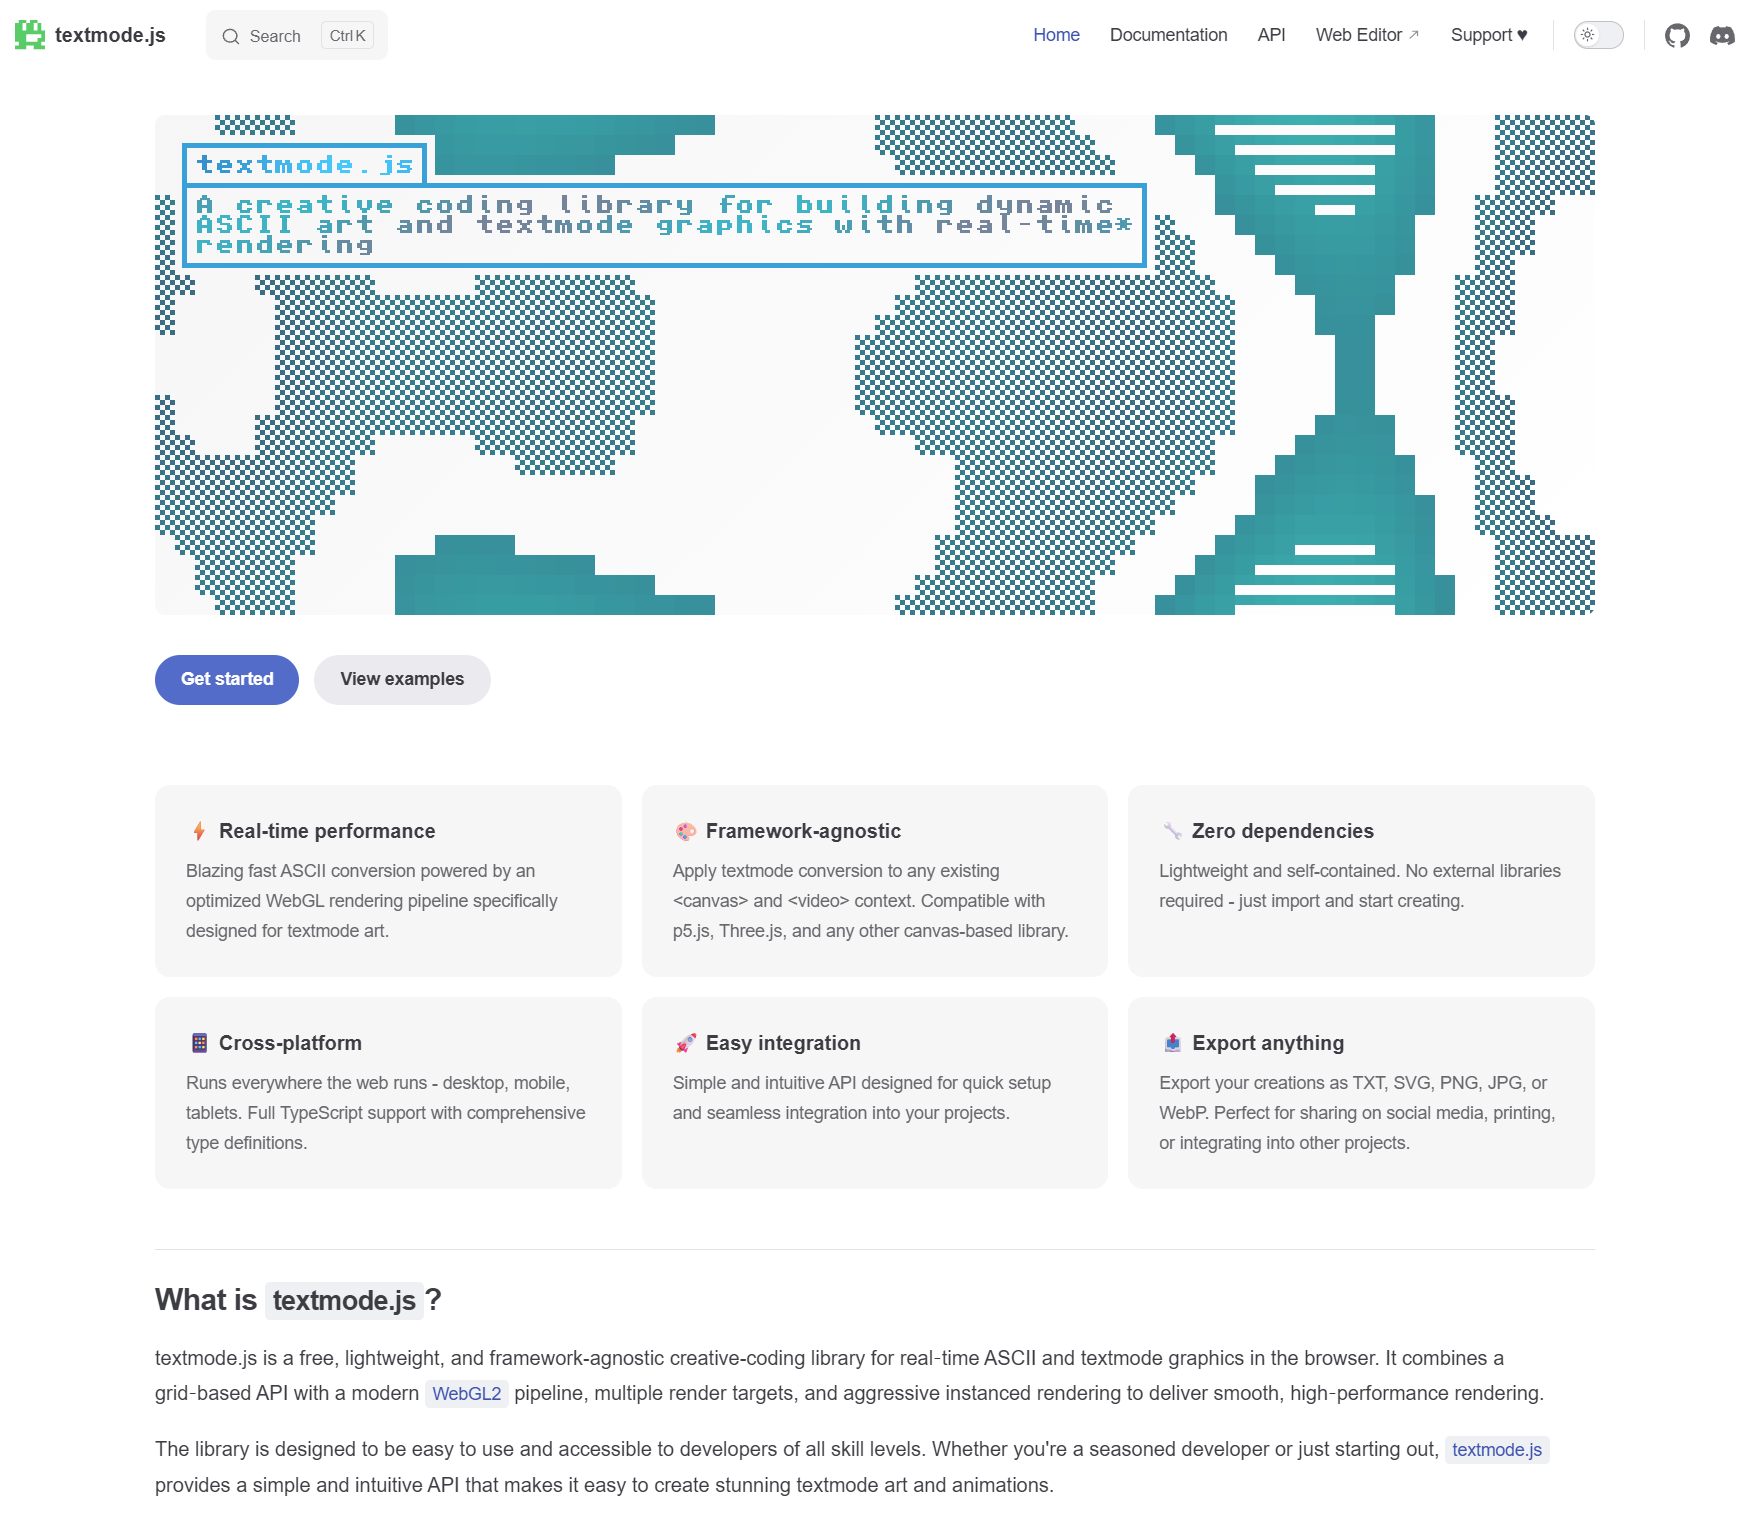 textmode.js
Search
Ctrl K
Home
Documentation
API
Web Editor ↗
Support ♥
textmode.js
A creative coding library for building dynamic
ASCII art and textmode graphics with real-time*
rendering
Get started
View examples
Real-time performance
Blazing fast ASCII conversion powered by an
optimized WebGL rendering pipeline specifically
designed for textmode art.
Framework-agnostic
Apply textmode conversion to any existing
<canvas> and <video> context. Compatible with
p5.js, Three.js, and any other canvas-based library.
Zero dependencies
Lightweight and self-contained. No external libraries
required - just import and start creating.
Cross-platform
Runs everywhere the web runs - desktop, mobile,
tablets. Full TypeScript support with comprehensive
type definitions.
Easy integration
Simple and intuitive API designed for quick setup
and seamless integration into your projects.
Export anything
Export your creations as TXT, SVG, PNG, JPG, or
WebP. Perfect for sharing on social media, printing,
or integrating into other projects.
What is textmode.js?
textmode.js is a free, lightweight, and framework-agnostic creative-coding library for real-time ASCII and textmode graphics in the browser. It combines a
grid-based API with a modern WebGL2 pipeline, multiple render targets, and aggressive instanced rendering to deliver smooth, high-performance rendering.
The library is designed to be easy to use and accessible to developers of all skill levels. Whether you're a seasoned developer or just starting out, textmode.js
provides a simple and intuitive API that makes it easy to create stunning textmode art and animations.